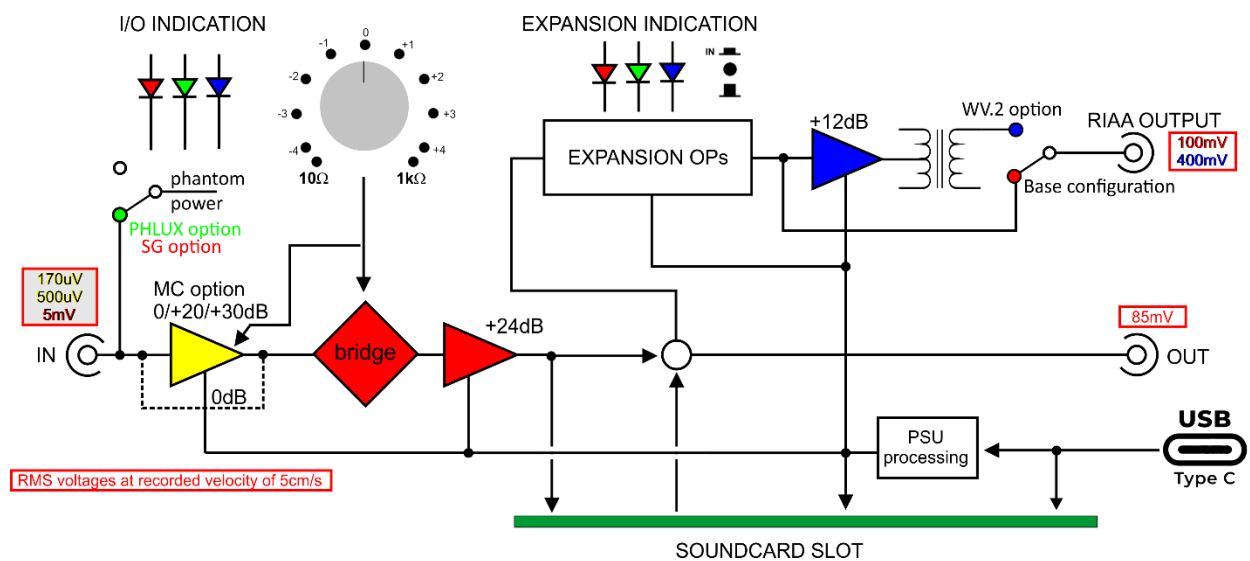 I/O INDICATION
EXPANSION INDICATION
0
-1
+1
-2
+2
-3
+3
-4
+4
10Ω
1kΩ
IN
phantom
power
PHLUX option
SG option
EXPANSION OPs
+12dB
WV.2 option
RIAA OUTPUT
100mV
400mV
Base configuration
170uV
500uV
5mV
MC option
0/+20/+30dB
IN
0dB
bridge
+24dB
85mV
OUT
PSU
processing
USB
Type C
RMS voltages at recorded velocity of 5cm/s
SOUNDCARD SLOT